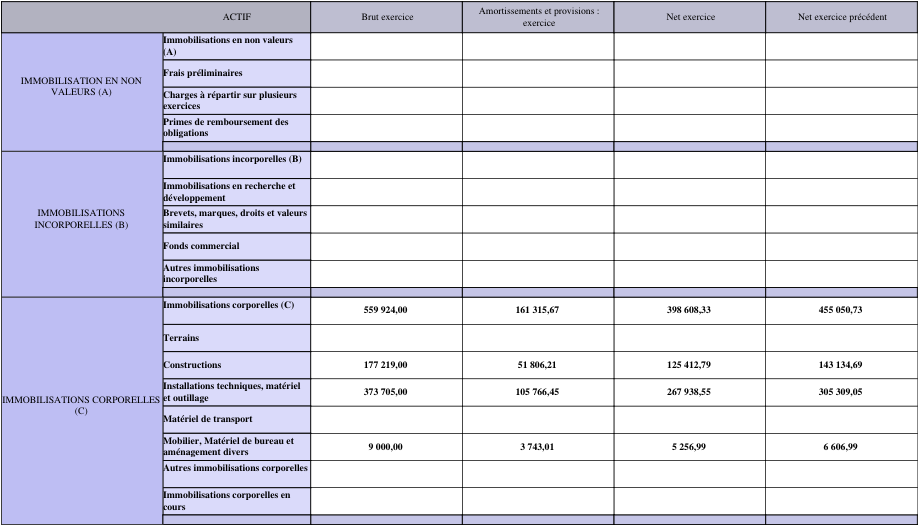 ACTIF Brut exercice Amortissements et provisions : exercice Net exercice Net exercice précédent
IMMOBILISATION EN NON VALEURS (A)
Immobilisations en non valeurs (A)
Frais préliminaires
Charges à répartir sur plusieurs exercices
Primes de remboursement des obligations
IMMOBILISATIONS INCORPORELLES (B)
Immobilisations incorporelles (B)
Immobilisations en recherche et développement
Brevets, marques, droits et valeurs similaires
Fonds commercial
Autres immobilisations incorporelles
IMMOBILISATIONS CORPORELLES (C)
Immobilisations corporelles (C) 559 924,00 161 315,67 398 608,33 455 050,73
Terrains
Constructions 177 219,00 51 806,21 125 412,79 143 134,69
Installations techniques, matériel et outillage 373 705,00 105 766,45 267 938,55 305 309,05
Matériel de transport
Mobilier, Matériel de bureau et aménagement divers 9 000,00 3 743,01 5 256,99 6 606,99
Autres immobilisations corporelles
Immobilisations corporelles en cours